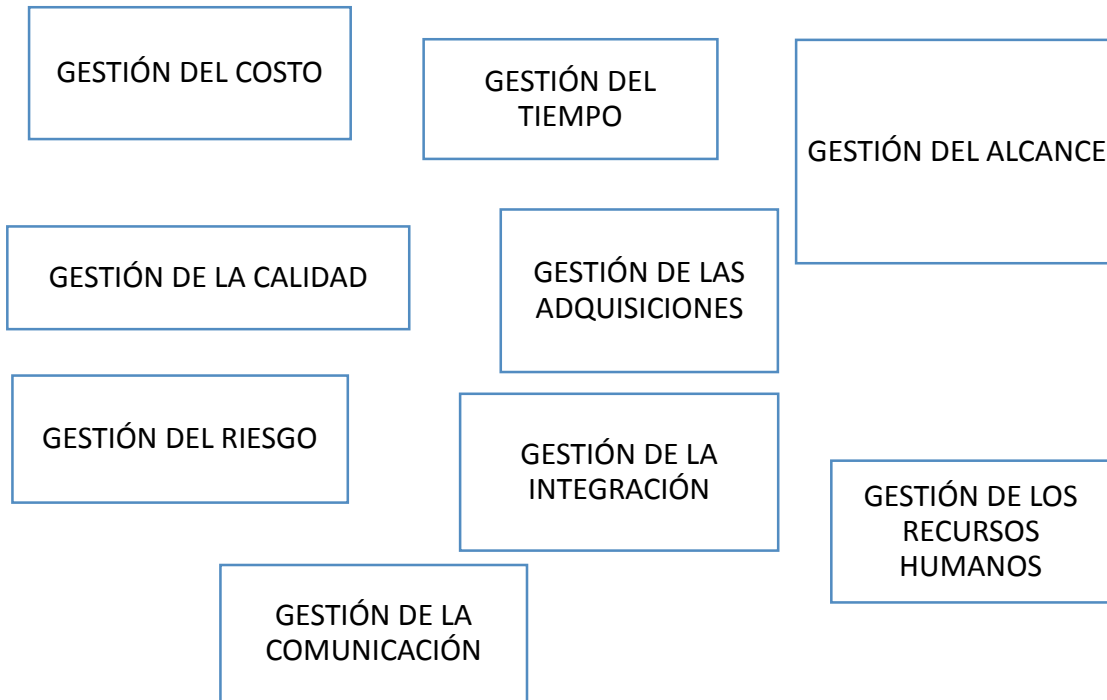 GESTIÓN DEL COSTO
GESTIÓN DEL
TIEMPO
GESTIÓN DEL ALCANCE
GESTIÓN DE LA CALIDAD
GESTIÓN DE LAS
ADQUISICIONES
GESTIÓN DEL RIESGO
GESTIÓN DE LA
INTEGRACIÓN
GESTIÓN DE LOS
RECURSOS
HUMANOS
GESTIÓN DE LA
COMUNICACIÓN